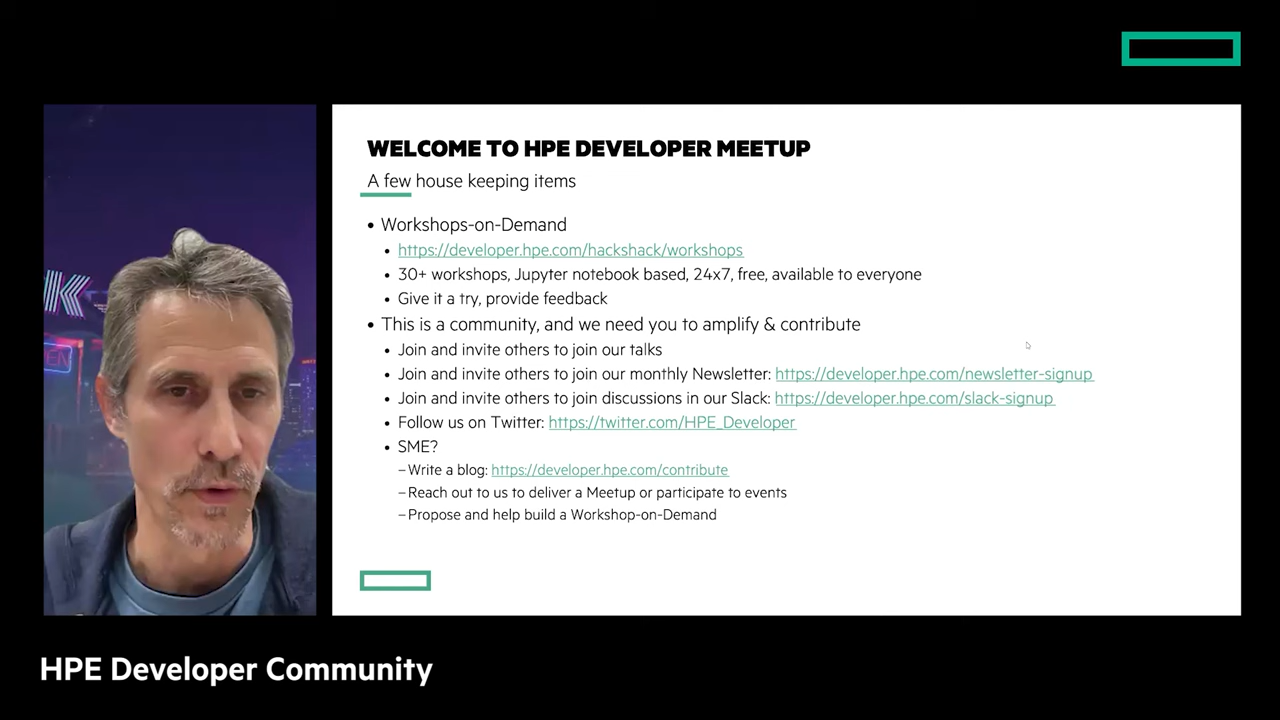 WELCOME TO HPE DEVELOPER MEETUP
A few house keeping items
• Workshops-on-Demand
• https://developer.hpe.com/hackshack/workshops
• 30+ workshops, Jupyter notebook based, 24x7, free, available to everyone
• Give it a try, provide feedback
• This is a community, and we need you to amplify & contribute
• Join and invite others to join our talks
• Join and invite others to join our monthly Newsletter: https://developer.hpe.com/newsletter-signup
• Join and invite others to join discussions in our Slack: https://developer.hpe.com/slack-signup
• Follow us on Twitter: https://twitter.com/HPE_Developer
• SME?
– Write a blog: https://developer.hpe.com/contribute
– Reach out to us to deliver a Meetup or participate to events
– Propose and help build a Workshop-on-Demand
HPE Developer Community